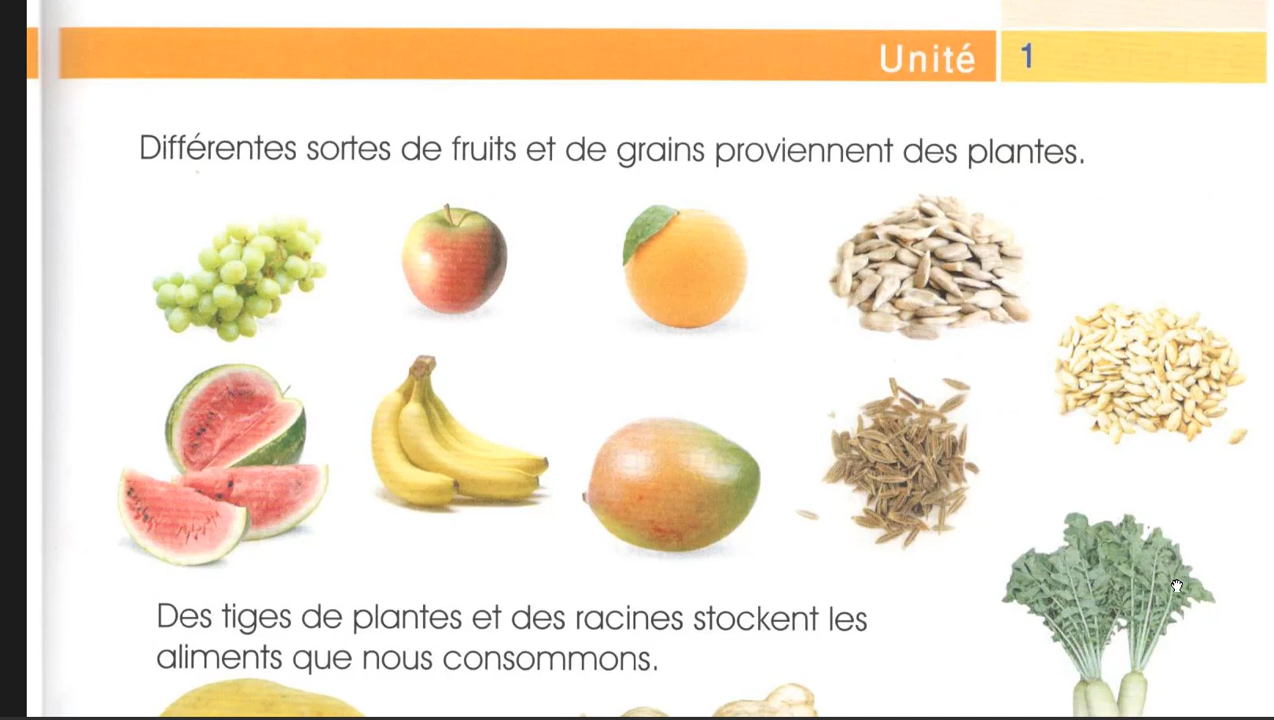 Unité 1
Différentes sortes de fruits et de grains proviennent des plantes.
Des tiges de plantes et des racines stockent les
aliments que nous consommons.